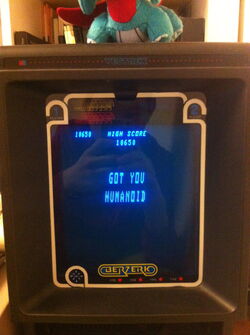 VECTREX
18650 HIGH SCORE
18650
GOT YOU
HUMANOID
BERZERK